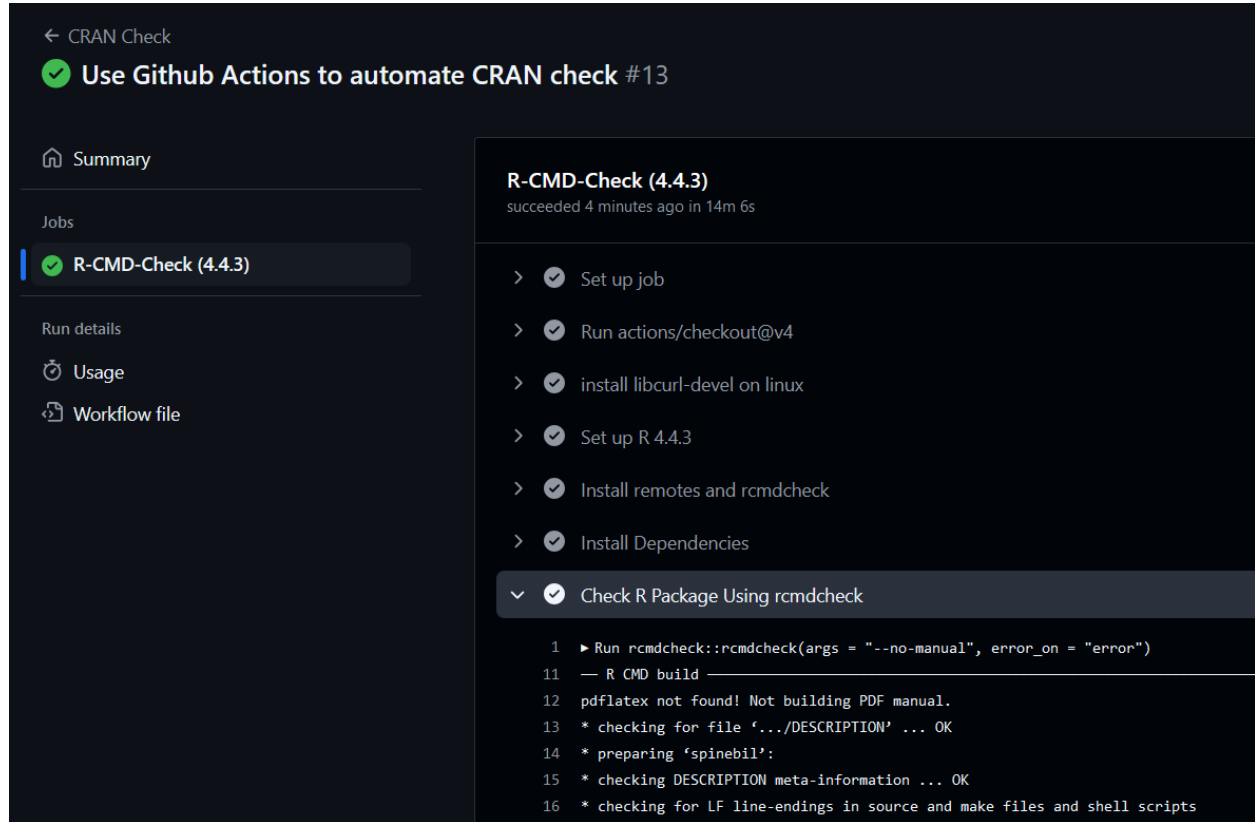 ← CRAN Check
Use Github Actions to automate CRAN check #13
Summary
Jobs
R-CMD-Check (4.4.3)
Run details
Usage
Workflow file
R-CMD-Check (4.4.3)
succeeded 4 minutes ago in 14m 6s
Set up job
Run actions/checkout@v4
install libcurl-devel on linux
Set up R 4.4.3
Install remotes and rcmdcheck
Install Dependencies
Check R Package Using rcmdcheck
1 ▶ Run rcmdcheck::rcmdcheck(args = "--no-manual", error_on = "error")
11 — R CMD build —
12 pdflatex not found! Not building PDF manual.
13 * checking for file ‘.../DESCRIPTION’ ... OK
14 * preparing ‘spinebil’:
15 * checking DESCRIPTION meta-information ... OK
16 * checking for LF line-endings in source and make files and shell scripts